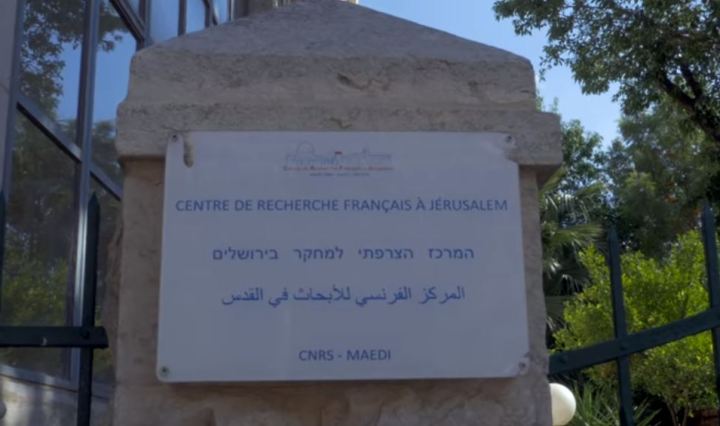 CENTRE DE RECHERCHE FRANÇAIS À JÉRUSALEM
המרכז הצרפתי למחקר בירושלים
المركز الفرنسي للأبحاث في القدس
CNRS - MAEDI